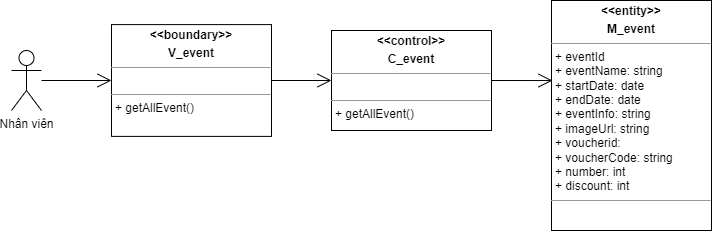 Nhân viên
<<boundary>>
V_event
+ getAllEvent()
<<control>>
C_event
+ getAllEvent()
<<entity>>
M_event
+ eventId
+ eventName: string
+ startDate: date
+ endDate: date
+ eventInfo: string
+ imageUrl: string
+ voucherid:
+ voucherCode: string
+ number: int
+ discount: int